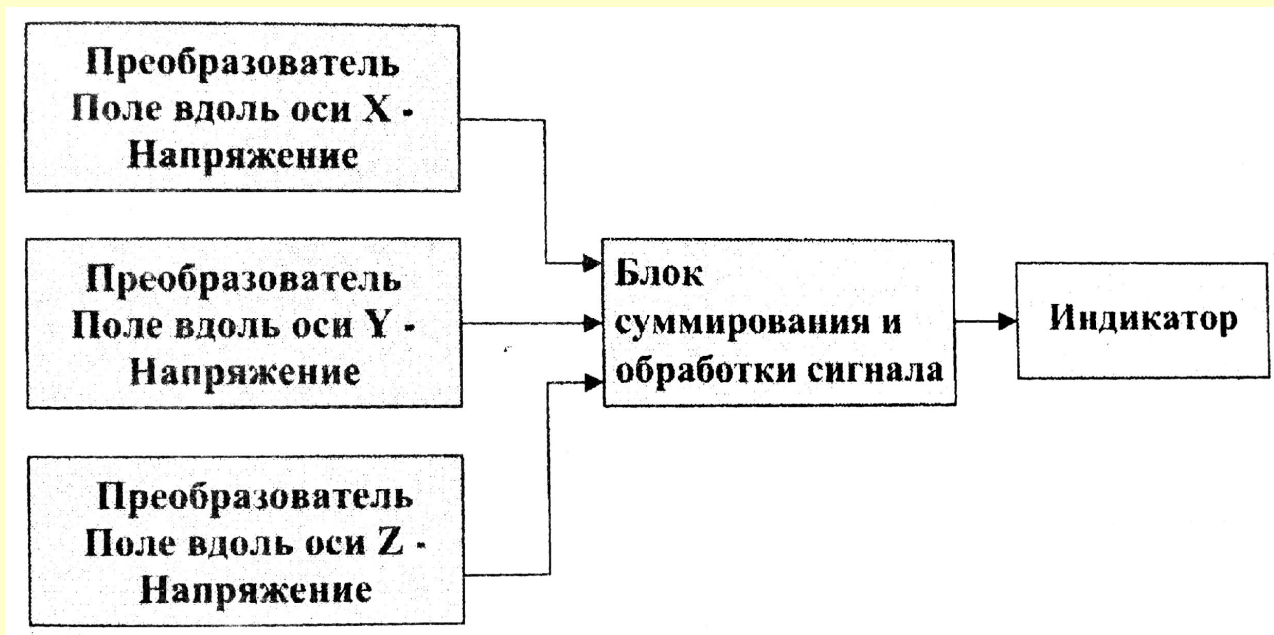 Преобразователь
Поле вдоль оси X -
Напряжение
Преобразователь
Поле вдоль оси Y -
Напряжение
Преобразователь
Поле вдоль оси Z -
Напряжение
Блок
суммирования и
обработки сигнала
Индикатор